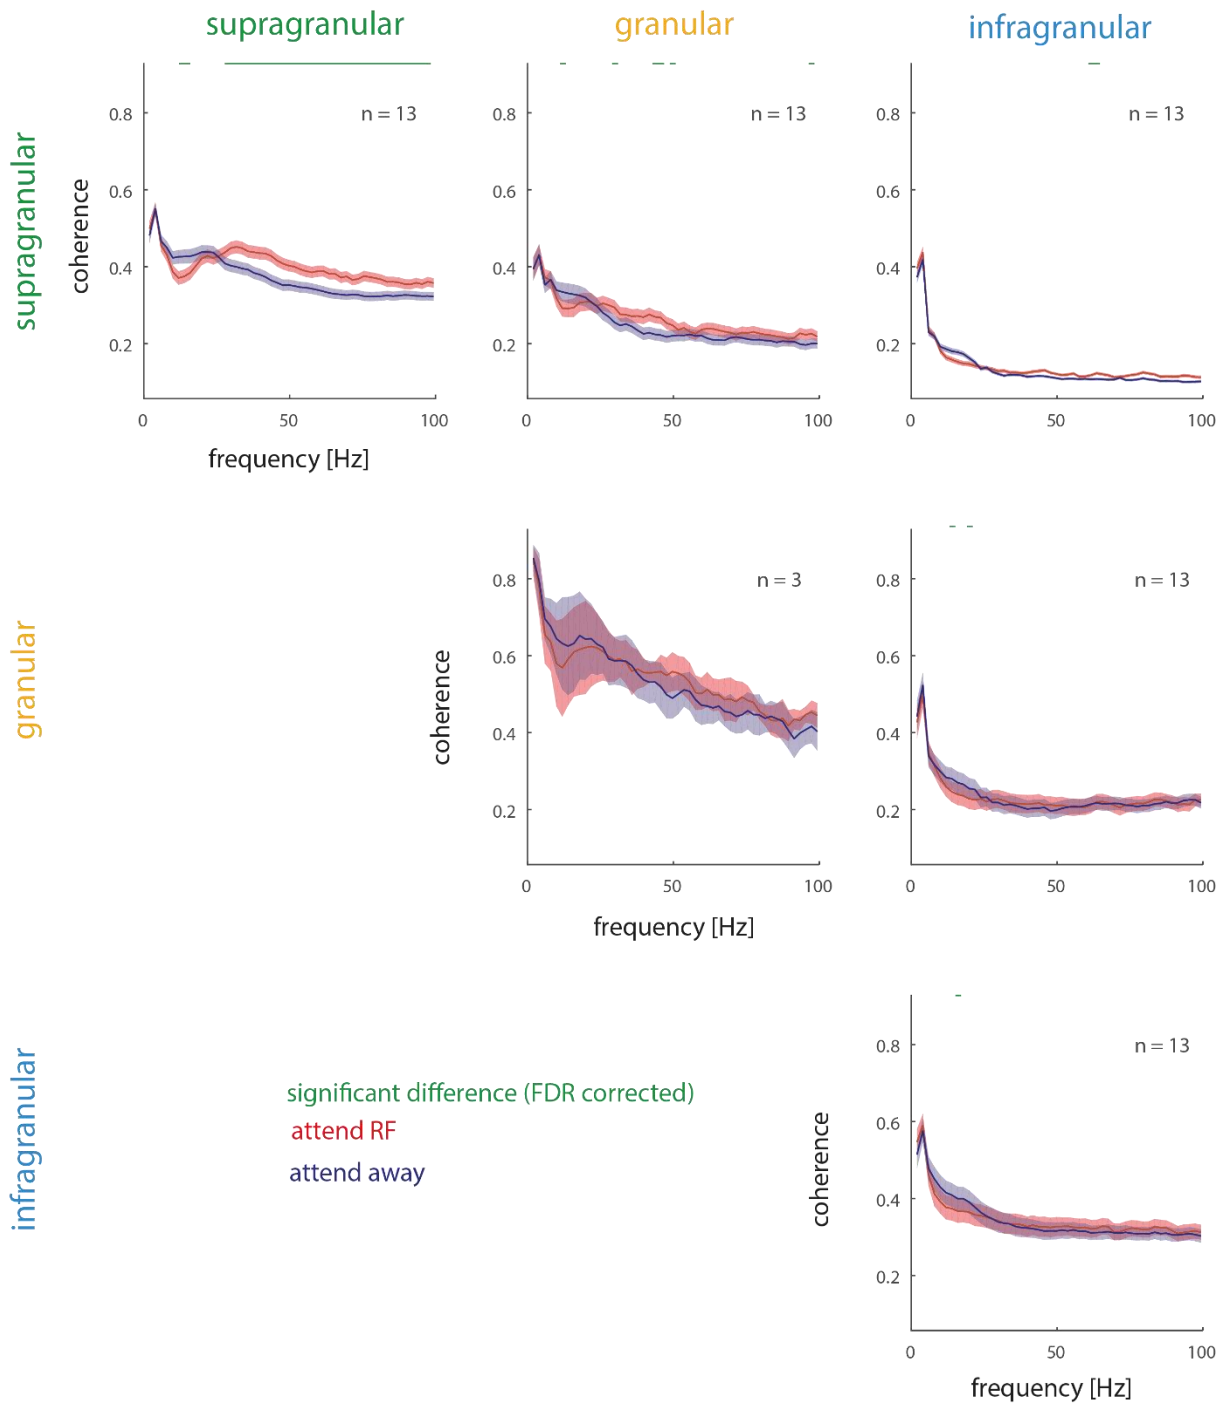 supragranular
granular
infragranular
supragranular
coherence
0.8
0.6
0.4
0.2
n = 13
0
50
100
frequency [Hz]
0.8
0.6
0.4
0.2
n = 13
0
50
100
0.8
0.6
0.4
0.2
n = 13
0
50
100
granular
coherence
0.8
0.6
0.4
0.2
n = 3
0
50
100
frequency [Hz]
0.8
0.6
0.4
0.2
n = 13
0
50
100
infragranular
significant difference (FDR corrected)
attend RF
attend away
coherence
0.8
0.6
0.4
0.2
n = 13
0
50
100
frequency [Hz]